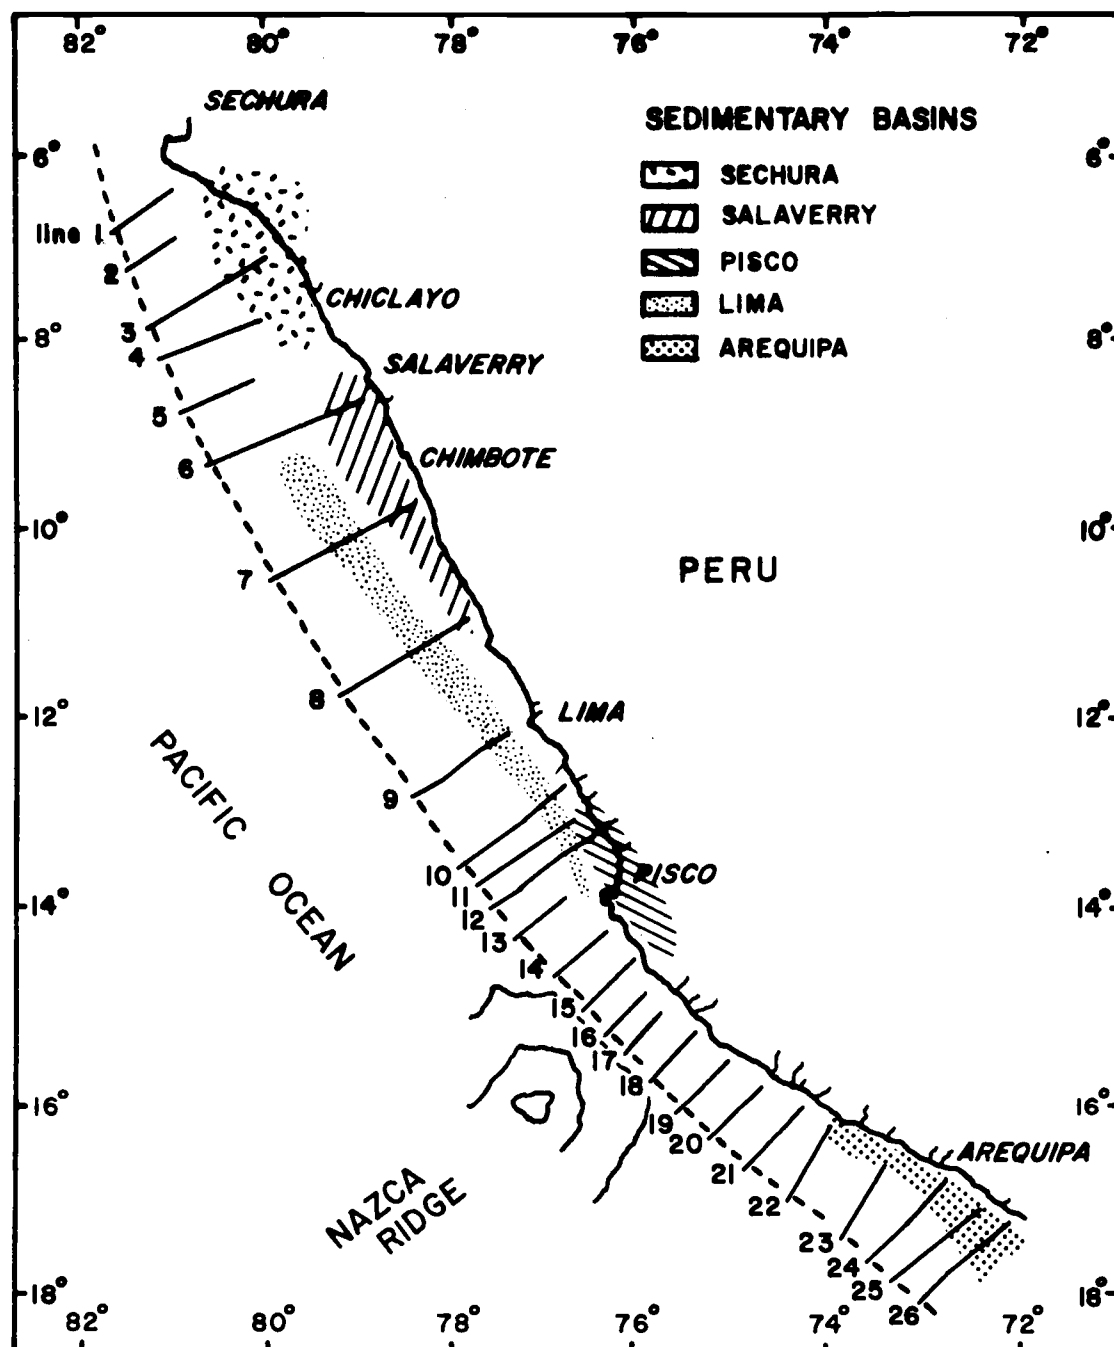 82° 80° 78° 76° 74° 72°
SECHURA
SEDIMENTARY BASINS
SECHURA
SALAVERRY
PISCO
LIMA
AREQUIPA
6° 6°
line 1
2
3
CHICLAYO
4
8° 8°
SALAVERRY
5
6
CHIMBOTE
10° 10°
7
PERU
8
12° 12°
LIMA
PACIFIC
OCEAN
9
10
11
12
PISCO
14° 14°
13
14
15
16
17
18
16° 16°
19
20
21
22
AREQUIPA
NAZCA
RIDGE
23
24
25
26
18° 18°
82° 80° 78° 76° 74° 72°